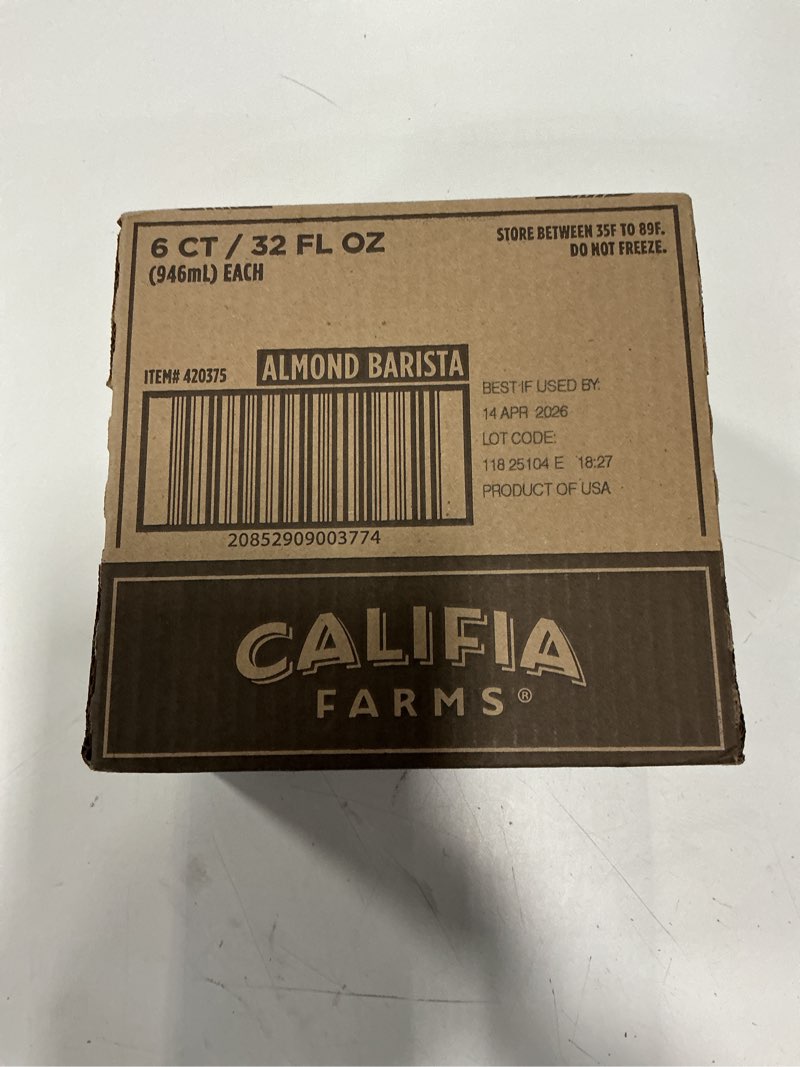 6 CT / 32 FL OZ
(946mL) EACH
STORE BETWEEN 35F TO 89F.
DO NOT FREEZE.
ITEM# 420375
ALMOND BARISTA
20852909003774
BEST IF USED BY:
14 APR 2026
LOT CODE:
118 25104 E 18:27
PRODUCT OF USA
CALIFIA
FARMS®